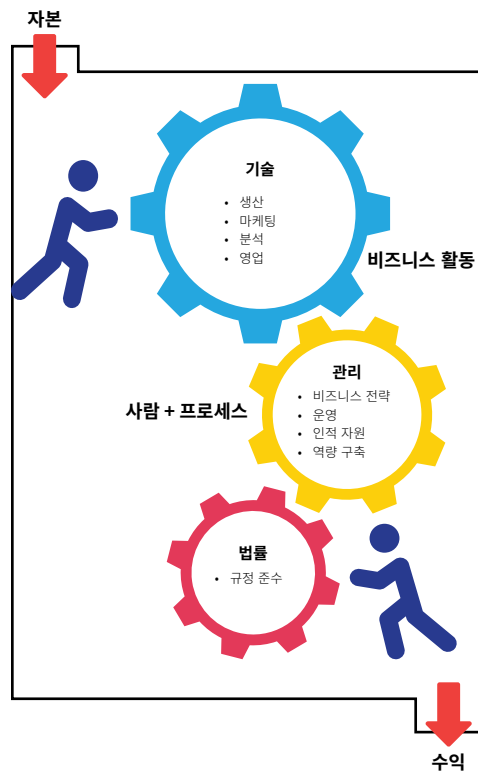 자본
기술
• 생산
• 마케팅
• 분석
• 영업
비즈니스 활동
관리
• 비즈니스 전략
• 운영
• 인적 자원
• 역량 구축
사람 + 프로세스
법률
• 규정 준수
수익